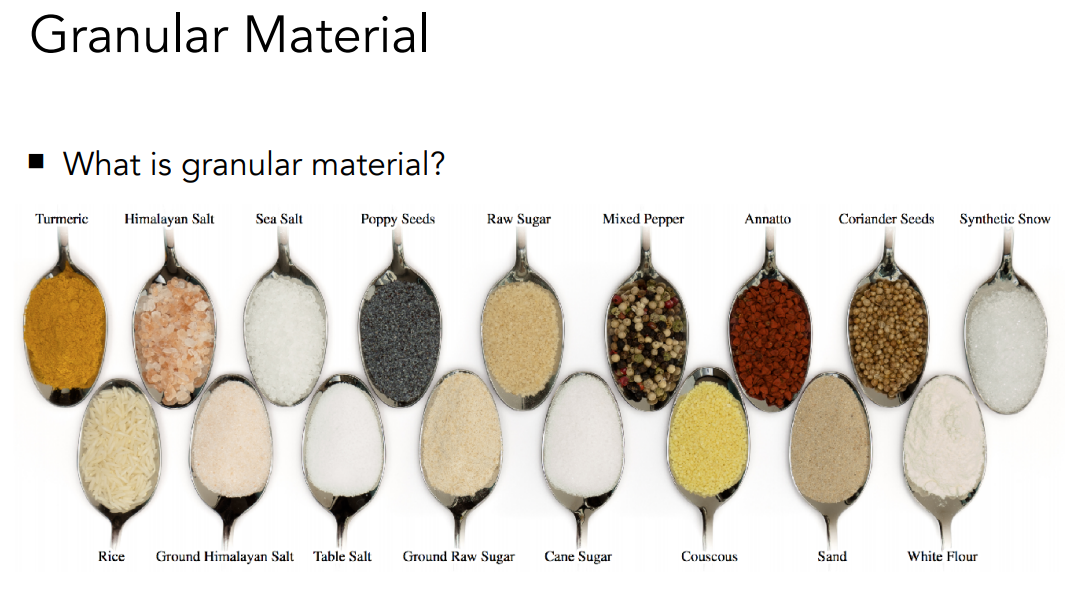 Granular Material
■ What is granular material?
Turmeric Himalayan Salt Sea Salt Poppy Seeds Raw Sugar Mixed Pepper Annatto Coriander Seeds Synthetic Snow
Rice Ground Himalayan Salt Table Salt Ground Raw Sugar Cane Sugar Couscous Sand White Flour